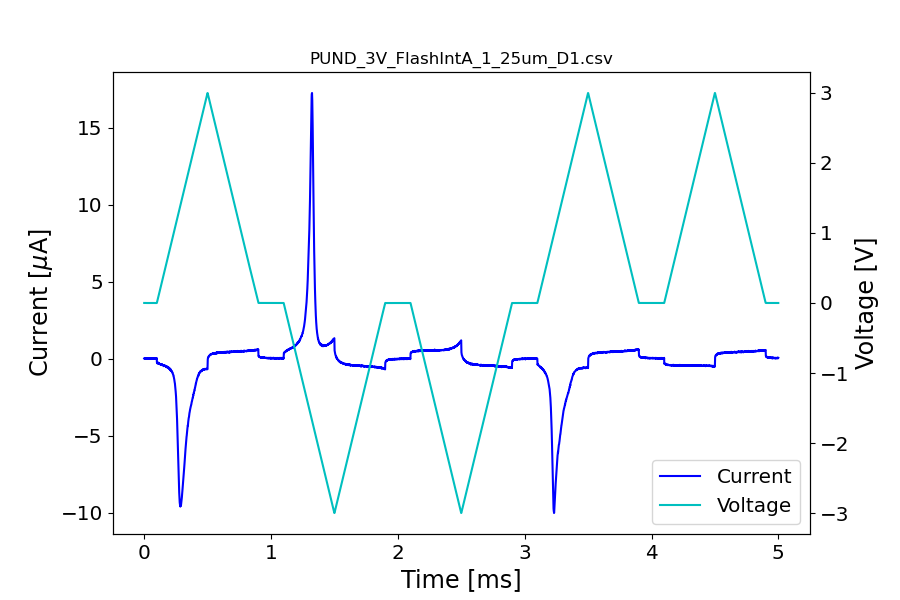 PUND_3V_FlashIntA_1_25um_D1.csv
Current [μA]
15
10
5
0
−5
−10
3
2
1
0
−1
−2
−3
Voltage [V]
Current
Voltage
0 1 2 3 4 5
Time [ms]